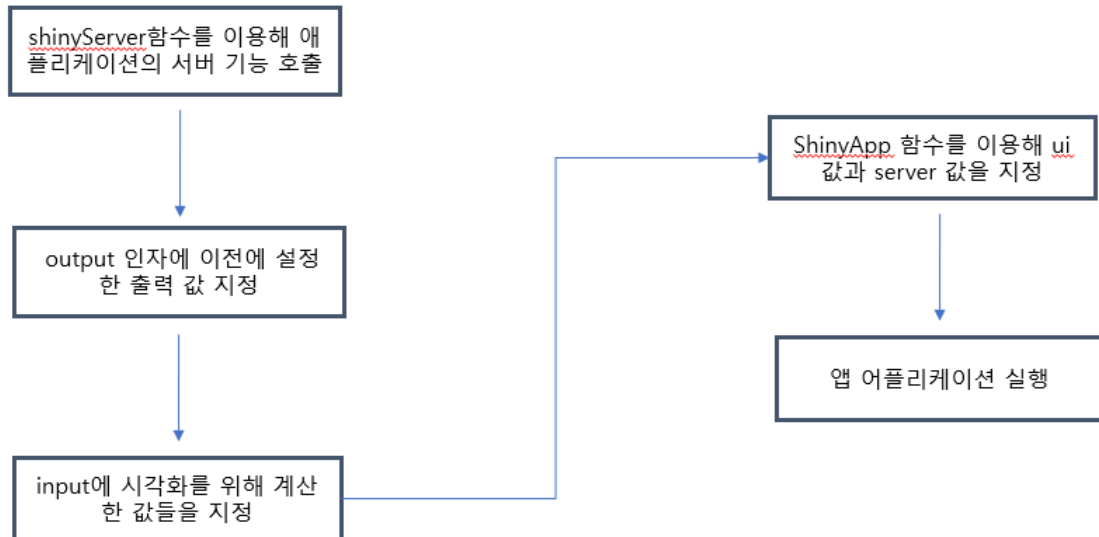 shinyServer함수를 이용해 애
플리케이션의 서버 기능 호출
output 인자에 이전에 설정
한 출력 값 지정
input에 시각화를 위해 계산
한 값들을 지정
ShinyApp 함수를 이용해 ui
값과 server 값을 지정
앱 어플리케이션 실행